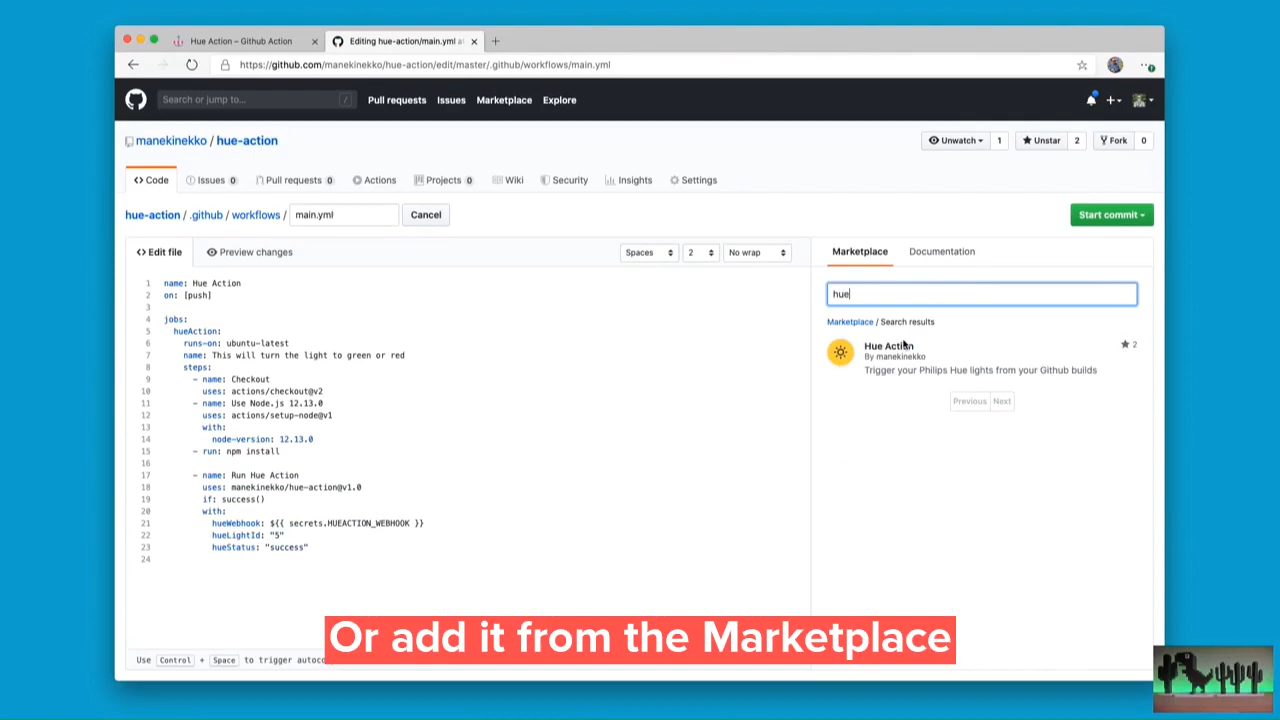 Hue Action – Github Action
Editing hue-action/main.yml at
https://github.com/manekinekko/hue-action/edit/master/.github/workflows/main.yml
Search or jump to... /
Pull requests Issues Marketplace Explore
manekinekko / hue-action
Unwatch 1 Unstar 2 Fork 0
Code Issues 0 Pull requests 0 Actions Projects 0 Wiki Security Insights Settings
hue-action / .github / workflows / main.yml Cancel
Start commit
<> Edit file Preview changes
Spaces 2 No wrap
1 name: Hue Action
2 on: [push]
3
4 jobs:
5 hueAction:
6 runs-on: ubuntu-latest
7 name: This will turn the light to green or red
8 steps:
9 - name: Checkout
10 uses: actions/checkout@v2
11 - name: Use Node.js 12.13.0
12 uses: actions/setup-node@v1
13 with:
14 node-version: 12.13.0
15 - run: npm install
16
17 - name: Run Hue Action
18 uses: manekinekko/hue-action@v1.0
19 if: success()
20 with:
21 hueWebhook: ${{ secrets.HUEACTION_WEBHOOK }}
22 hueLightId: "5"
23 hueStatus: "success"
24
Marketplace Documentation
hue
Marketplace / Search results
Hue Action
2
By manekinekko
Trigger your Philips Hue lights from your Github builds
Previous Next
Use Control + Space to trigger autoc
Or add it from the Marketplace